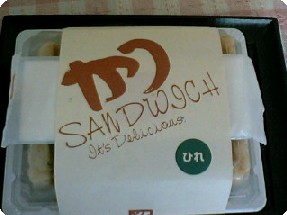 かつ
SANDWICH
It's Delicious.
ひれ